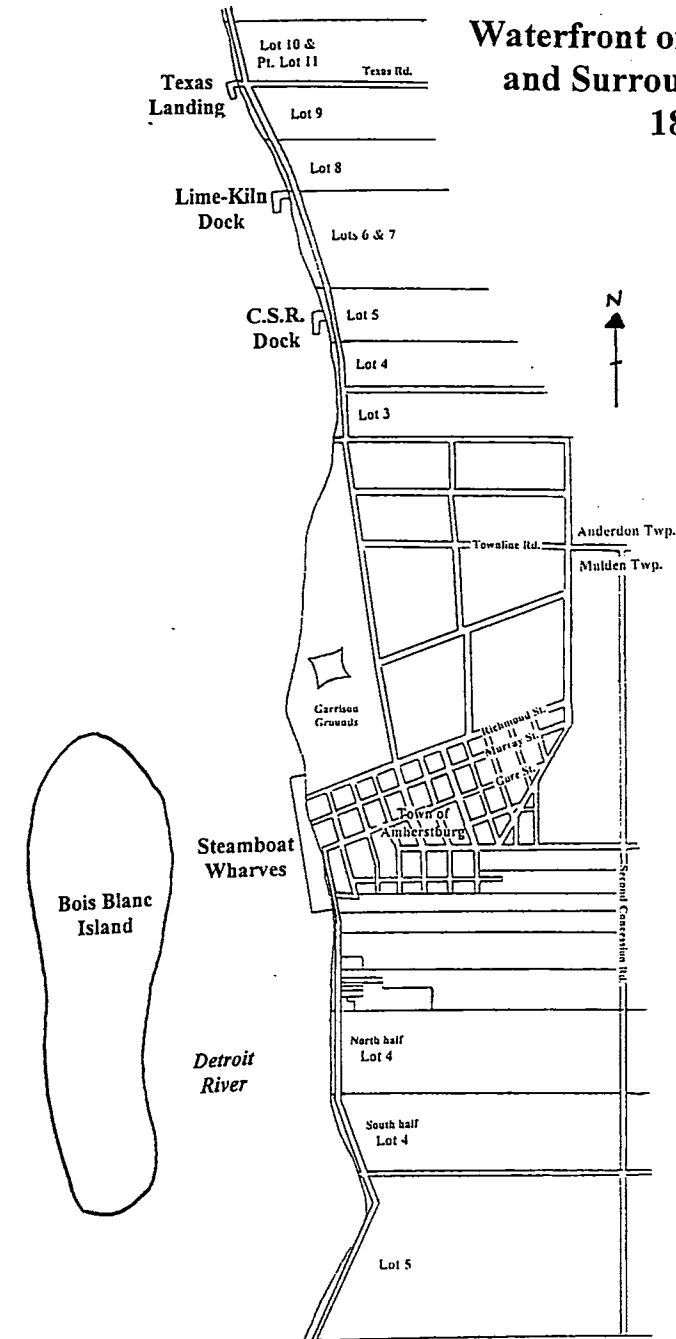 Waterfront o
and Surrou
18
Lot 10 &
Pt. Lot 11
Texas Rd.
Texas
Landing
Lot 9
Lot 8
Lime-Kiln
Dock
Lots 6 & 7
N
C.S.R.
Dock
Lot 5
Lot 4
Lot 3
Anderdon Twp.
Townline Rd.
Malden Twp.
Garrison
Grounds
Richmond St.
Murray St.
Gore St.
Town of
Amherstburg
Steamboat
Wharves
Second Concession Rd.
Bois Blanc
Island
North half
Lot 4
Detroit
River
South half
Lot 4
Lot 5